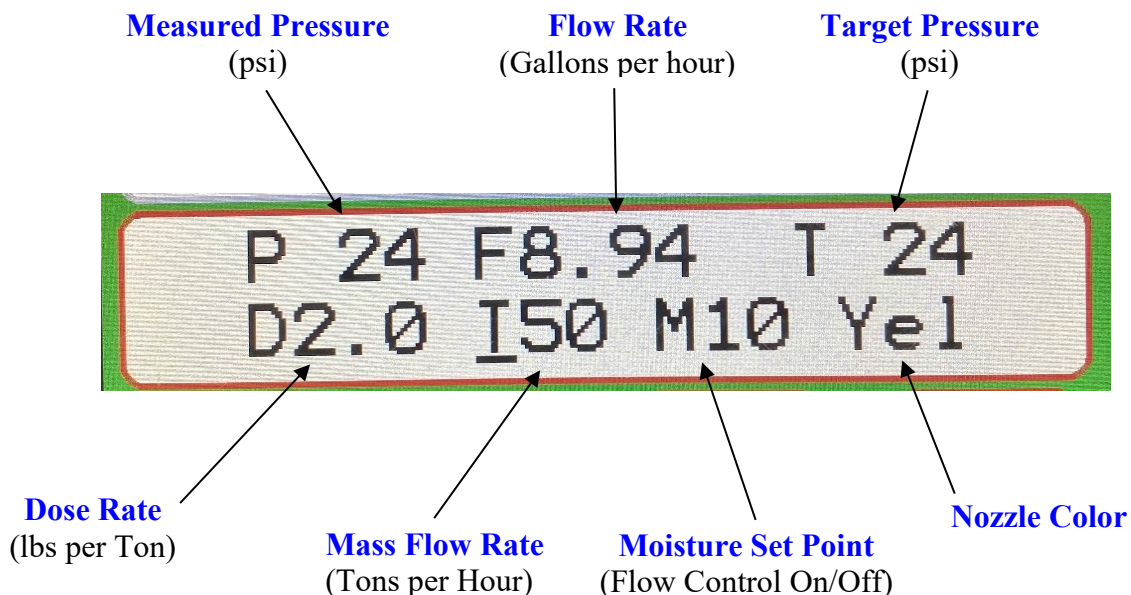 Measured Pressure
(psi)
Flow Rate
(Gallons per hour)
Target Pressure
(psi)
P 24 F8.94 T 24
D2.0 I50 M10 Yel
Dose Rate
(lbs per Ton)
Mass Flow Rate
(Tons per Hour)
Moisture Set Point
(Flow Control On/Off)
Nozzle Color